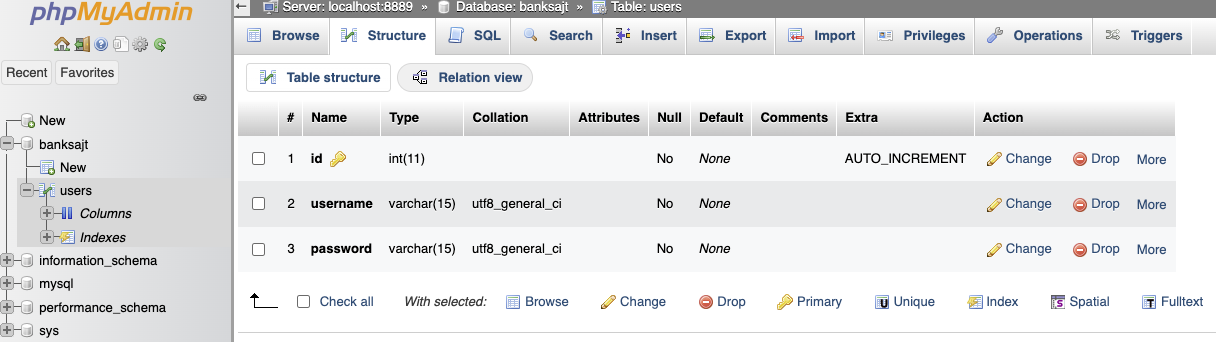 phpMyAdmin
Recent Favorites
New
banksajt
New
users
Columns
Indexes
information_schema
mysql
performance_schema
sys
Server: localhost:8889 » Database: banksajt » Table: users
Browse Structure SQL Search Insert Export Import Privileges Operations Triggers
Table structure Relation view
# Name Type Collation Attributes Null Default Comments Extra Action
1 id int(11) No None AUTO_INCREMENT Change Drop More
2 username varchar(15) utf8_general_ci No None Change Drop More
3 password varchar(15) utf8_general_ci No None Change Drop More
Check all With selected: Browse Change Drop Primary Unique Index Spatial Fulltext